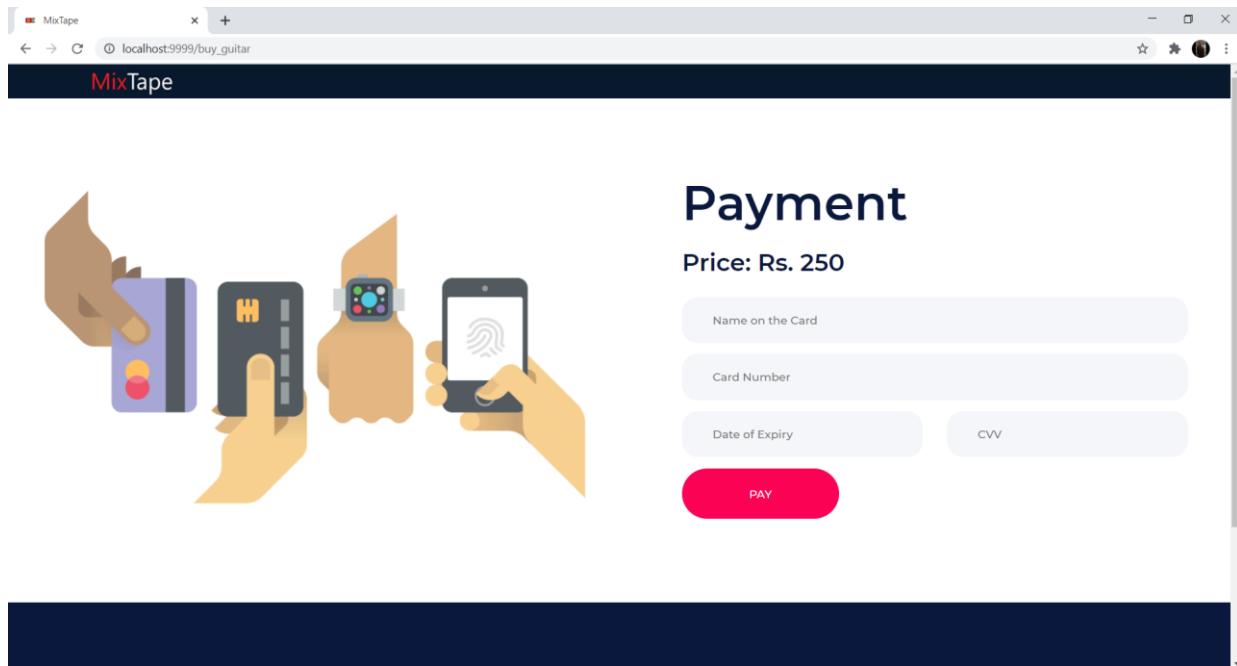 MixTape
localhost:9999/buy_guitar
MixTape
Payment
Price: Rs. 250
Name on the Card
Card Number
Date of Expiry CVV
PAY